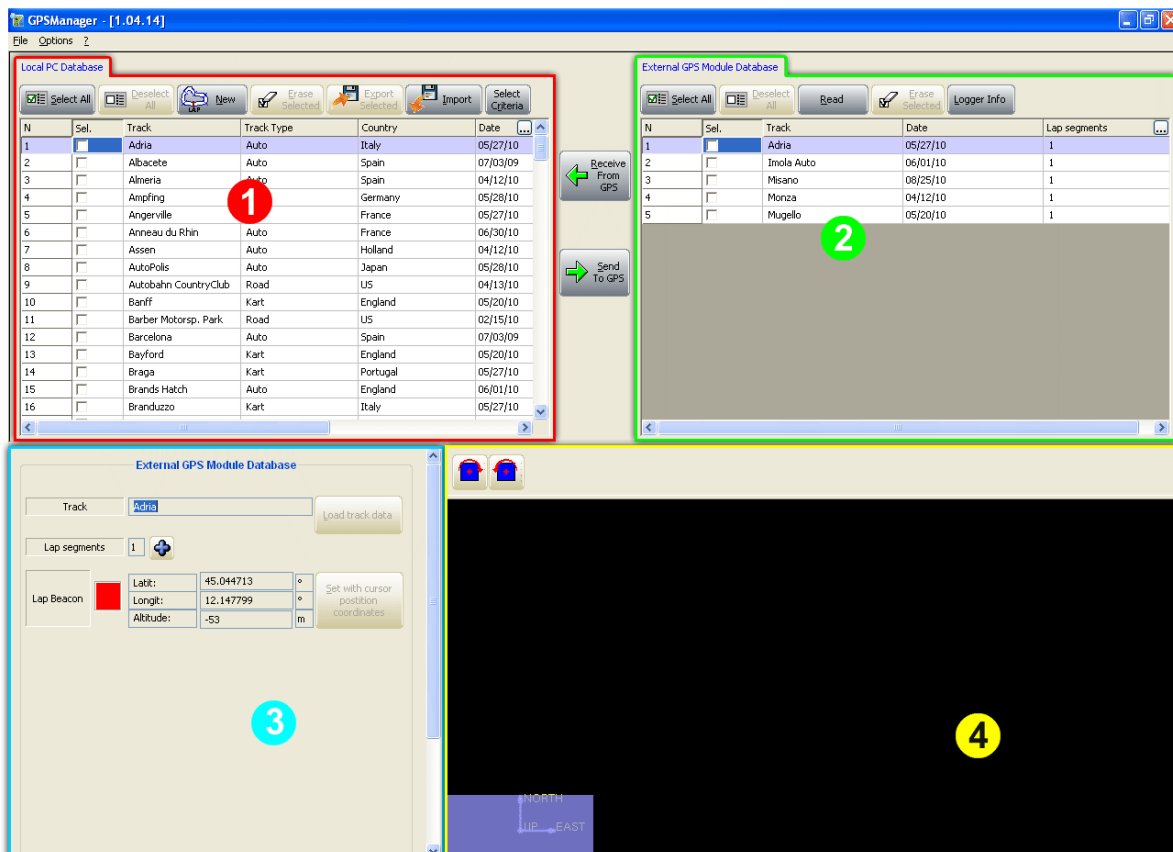 GPSManager - [1.04.14]
File Options ?
Local PC Database
Select All
Deselect All
LAP New
Erase Selected
Export Selected
Import
Select Criteria
N Sel. Track Track Type Country Date ...
1 Adria Auto Italy 05/27/10
2 Albacete Auto Spain 07/03/09
3 Almeria Auto Spain 04/12/10
4 Ampfing Auto Germany 05/28/10
5 Angerville Auto France 05/27/10
6 Anneau du Rhin Auto France 06/30/10
7 Assen Auto Holland 04/12/10
8 AutoPolis Auto Japan 05/28/10
9 Autobahn CountryClub Road US 04/13/10
10 Banff Kart England 05/20/10
11 Barber Motorsp. Park Road US 02/15/10
12 Barcelona Auto Spain 07/03/09
13 Bayford Kart England 05/20/10
14 Braga Kart Portugal 05/27/10
15 Brands Hatch Auto England 06/01/10
16 Branduzzo Kart Italy 05/27/10
1
Receive
From
GPS
Send
To GPS
External GPS Module Database
Select All
Deselect All
Read
Erase Selected
Logger Info
N Sel. Track Date Lap segments ...
1 Adria 05/27/10 1
2 Imola Auto 06/01/10 1
3 Misano 08/25/10 1
4 Monza 04/12/10 1
5 Mugello 05/20/10 1
2
External GPS Module Database
Track Adria
Load track data
Lap segments 1
Lap Beacon
Latit: 45.044713 °
Longit: 12.147799 °
Altitude: -53 m
Set with cursor
postition
coordinates
3
4
NORTH
UP EAST